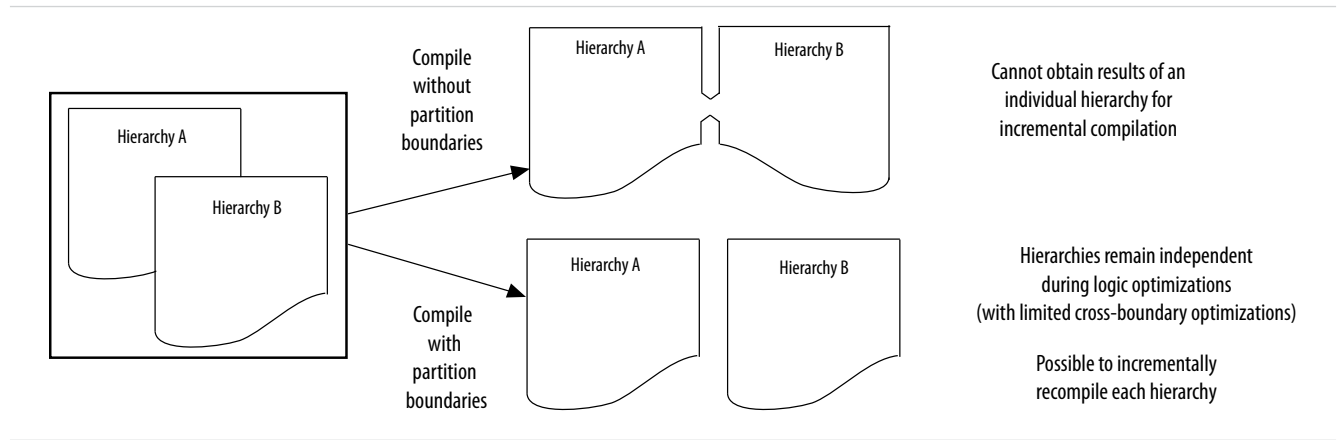 Hierarchy A
Hierarchy B
Compile
without
partition
boundaries
Hierarchy A
Hierarchy B
Cannot obtain results of an
individual hierarchy for
incremental compilation
Compile
with
partition
boundaries
Hierarchy A
Hierarchy B
Hierarchies remain independent
during logic optimizations
(with limited cross-boundary optimizations)
Possible to incrementally
recompile each hierarchy